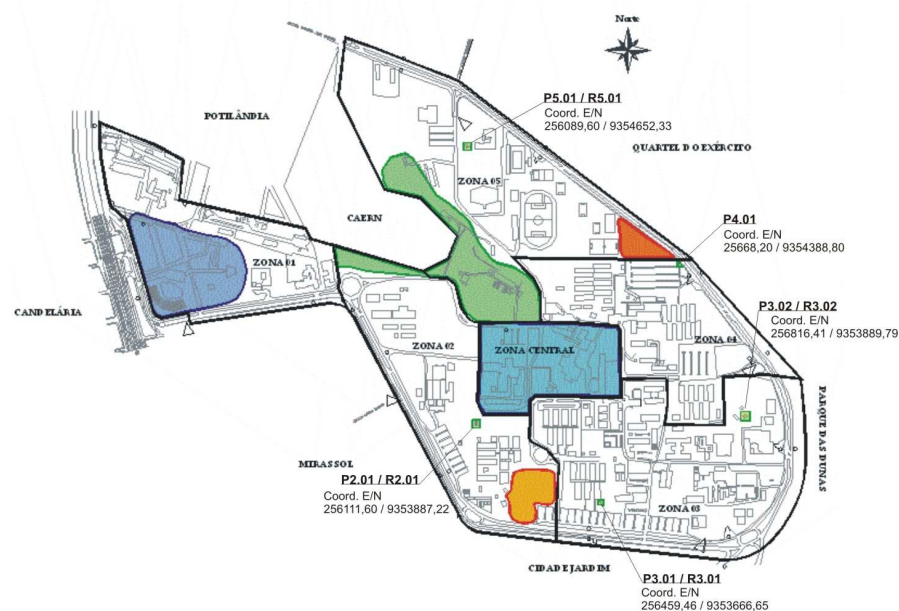 Norte
P5.01 / R5.01
Coord. E/N
256089,60 / 9354652,33
POTILÂNDIA
QUARTEL DO EXÉRCITO
ZONA 05
CAERN
P4.01
Coord. E/N
25668,20 / 9354388,80
ZONA 01
CANDELÁRIA
P3.02 / R3.02
Coord. E/N
256816,41 / 9353889,79
ZONA 02
ZONA CENTRAL
ZONA 04
PARQUE DAS DUNAS
MIRASSOL
P2.01 / R2.01
Coord. E/N
256111,60 / 9353887,22
ZONA 03
CIDADE JARDIM
P3.01 / R3.01
Coord. E/N
256459,46 / 9353666,65